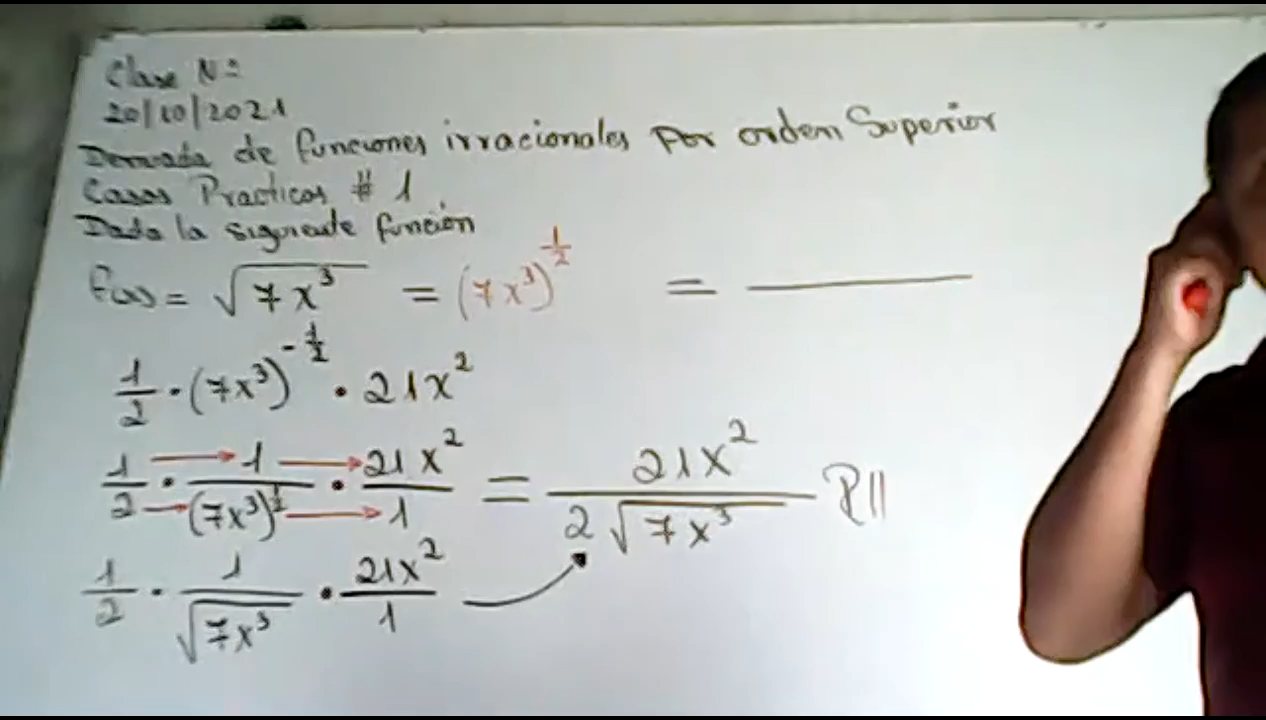 Clase N=
20/10/2021
Derivada de funciones irracionales Por orden Superior
Casos Practicos # 1
Dada la siguiente función
f(x) = √7x³ = (7x³)^½ = ______
1/2 · (7x³)^-½ · 21x²
1/2 · 1/(7x³)^½ · 21x²/1 = 21x²/2√7x³ R//
1/2 · 1/√7x³ · 21x²/1